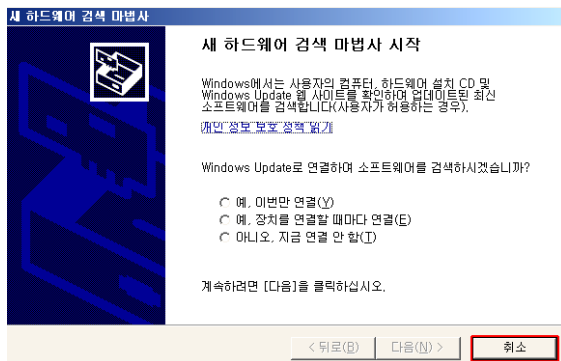 새 하드웨어 검색 마법사
새 하드웨어 검색 마법사 시작
Windows에서는 사용자의 컴퓨터, 하드웨어 설치 CD 및
Windows Update 웹 사이트를 확인하여 업데이트된 최신
소프트웨어를 검색합니다(사용자가 허용하는 경우).
개인 정보 보호 정책 읽기
Windows Update로 연결하여 소프트웨어를 검색하시겠습니까?
예, 이번만 연결(Y)
예, 장치를 연결할 때마다 연결(E)
아니오, 지금 연결 안 함(T)
계속하려면 [다음]을 클릭하십시오.
< 뒤로(B) 다음(N) > 취소